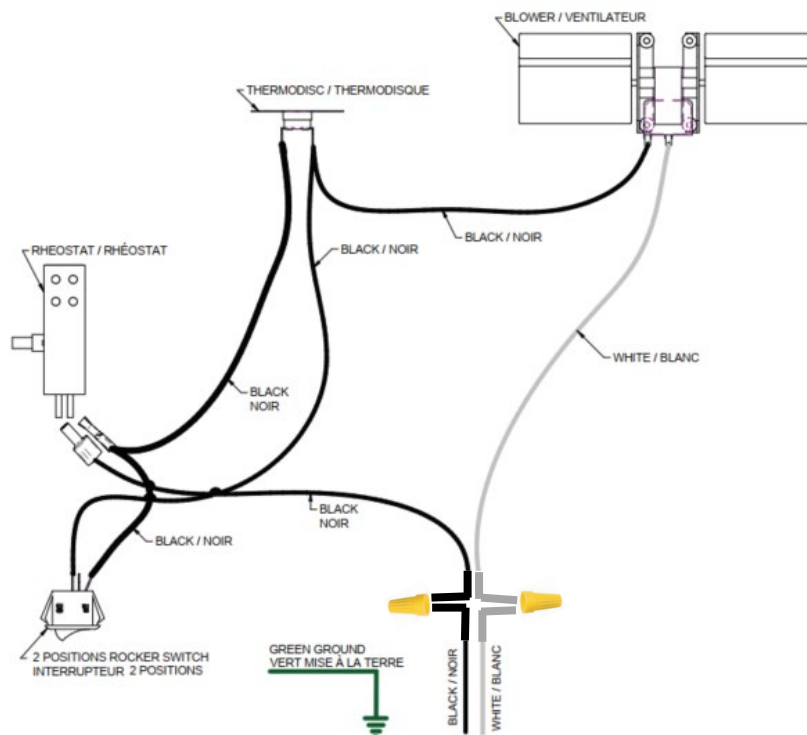 BLOWER / VENTILATEUR
THERMODISC / THERMODISQUE
BLACK / NOIR
BLACK / NOIR
RHEOSTAT / RHÉOSTAT
WHITE / BLANC
BLACK
NOIR
BLACK
NOIR
BLACK / NOIR
2 POSITIONS ROCKER SWITCH
INTERRUPTEUR 2 POSITIONS
GREEN GROUND
VERT MISE À LA TERRE
BLACK / NOIR
WHITE / BLANC